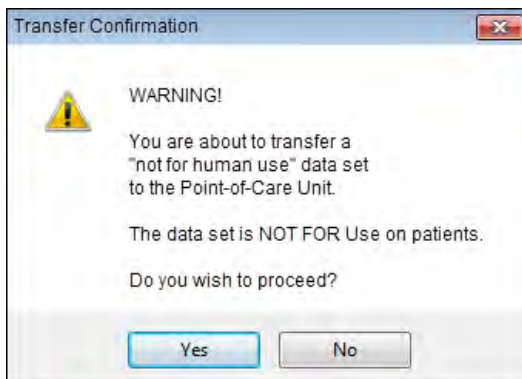 Transfer Confirmation
WARNING!
You are about to transfer a
"not for human use" data set
to the Point-of-Care Unit.
The data set is NOT FOR Use on patients.
Do you wish to proceed?
Yes
No